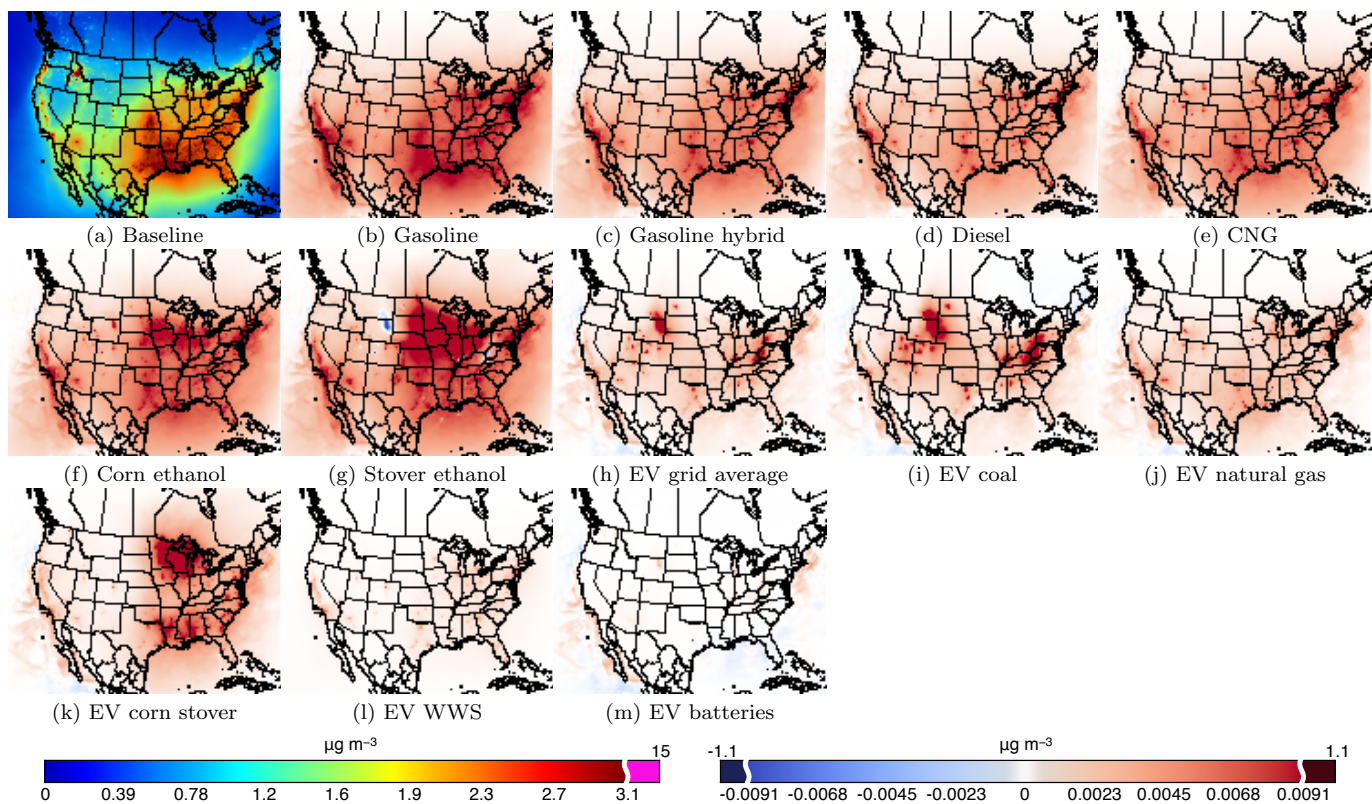 (a) Baseline (b) Gasoline (c) Gasoline hybrid (d) Diesel (e) CNG
(f) Corn ethanol (g) Stover ethanol (h) EV grid average (i) EV coal (j) EV natural gas
(k) EV corn stover (l) EV WWS (m) EV batteries
µg m⁻³ 15 -1.1 µg m⁻³ 1.1
0 0.39 0.78 1.2 1.6 1.9 2.3 2.7 3.1 -0.0091 -0.0068 -0.0045 -0.0023 0 0.0023 0.0045 0.0068 0.0091